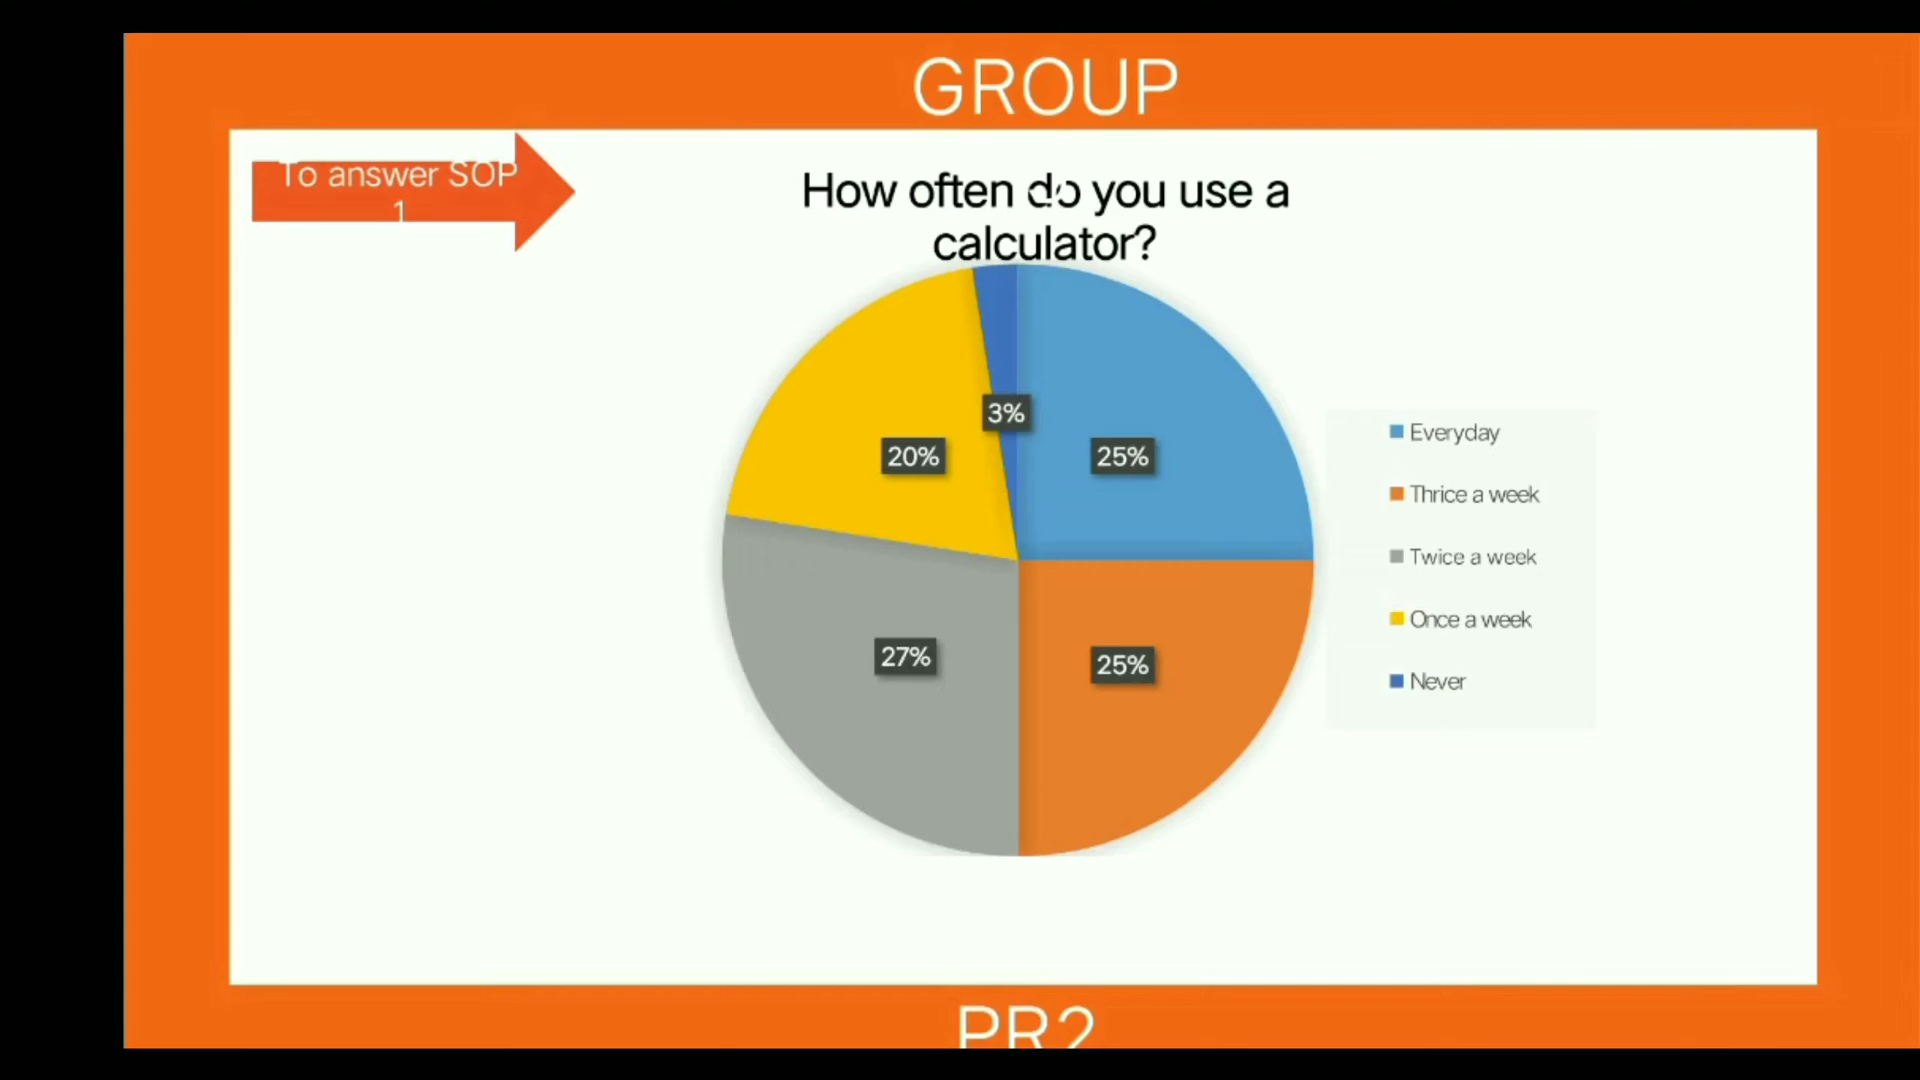 GROUP
To answer SOP
1
How often do you use a
calculator?
3%
20%
25%
27%
25%
Everyday
Thrice a week
Twice a week
Once a week
Never
PR2